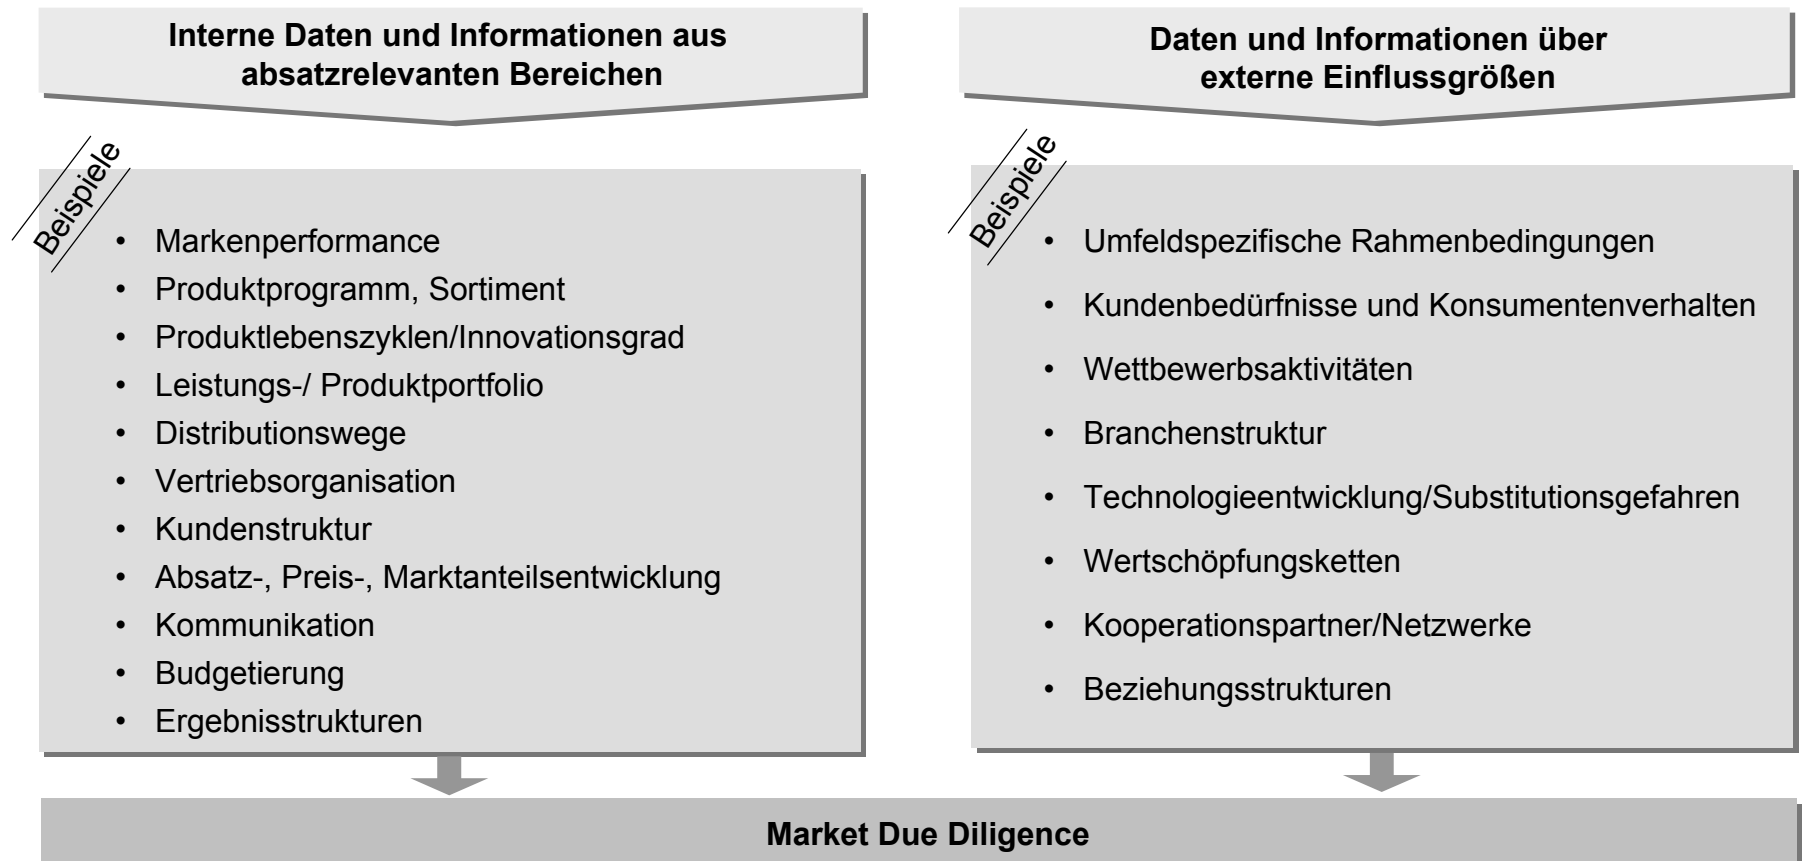 Interne Daten und Informationen aus
absatzrelevanten Bereichen
Beispiele
• Markenperformance
• Produktprogramm, Sortiment
• Produktlebenszyklen/Innovationsgrad
• Leistungs-/ Produktportfolio
• Distributionswege
• Vertriebsorganisation
• Kundenstruktur
• Absatz-, Preis-, Marktanteilsentwicklung
• Kommunikation
• Budgetierung
• Ergebnisstrukturen
Daten und Informationen über
externe Einflussgrößen
Beispiele
• Umfeldspezifische Rahmenbedingungen
• Kundenbedürfnisse und Konsumentenverhalten
• Wettbewerbsaktivitäten
• Branchenstruktur
• Technologieentwicklung/Substitutionsgefahren
• Wertschöpfungsketten
• Kooperationspartner/Netzwerke
• Beziehungsstrukturen
Market Due Diligence